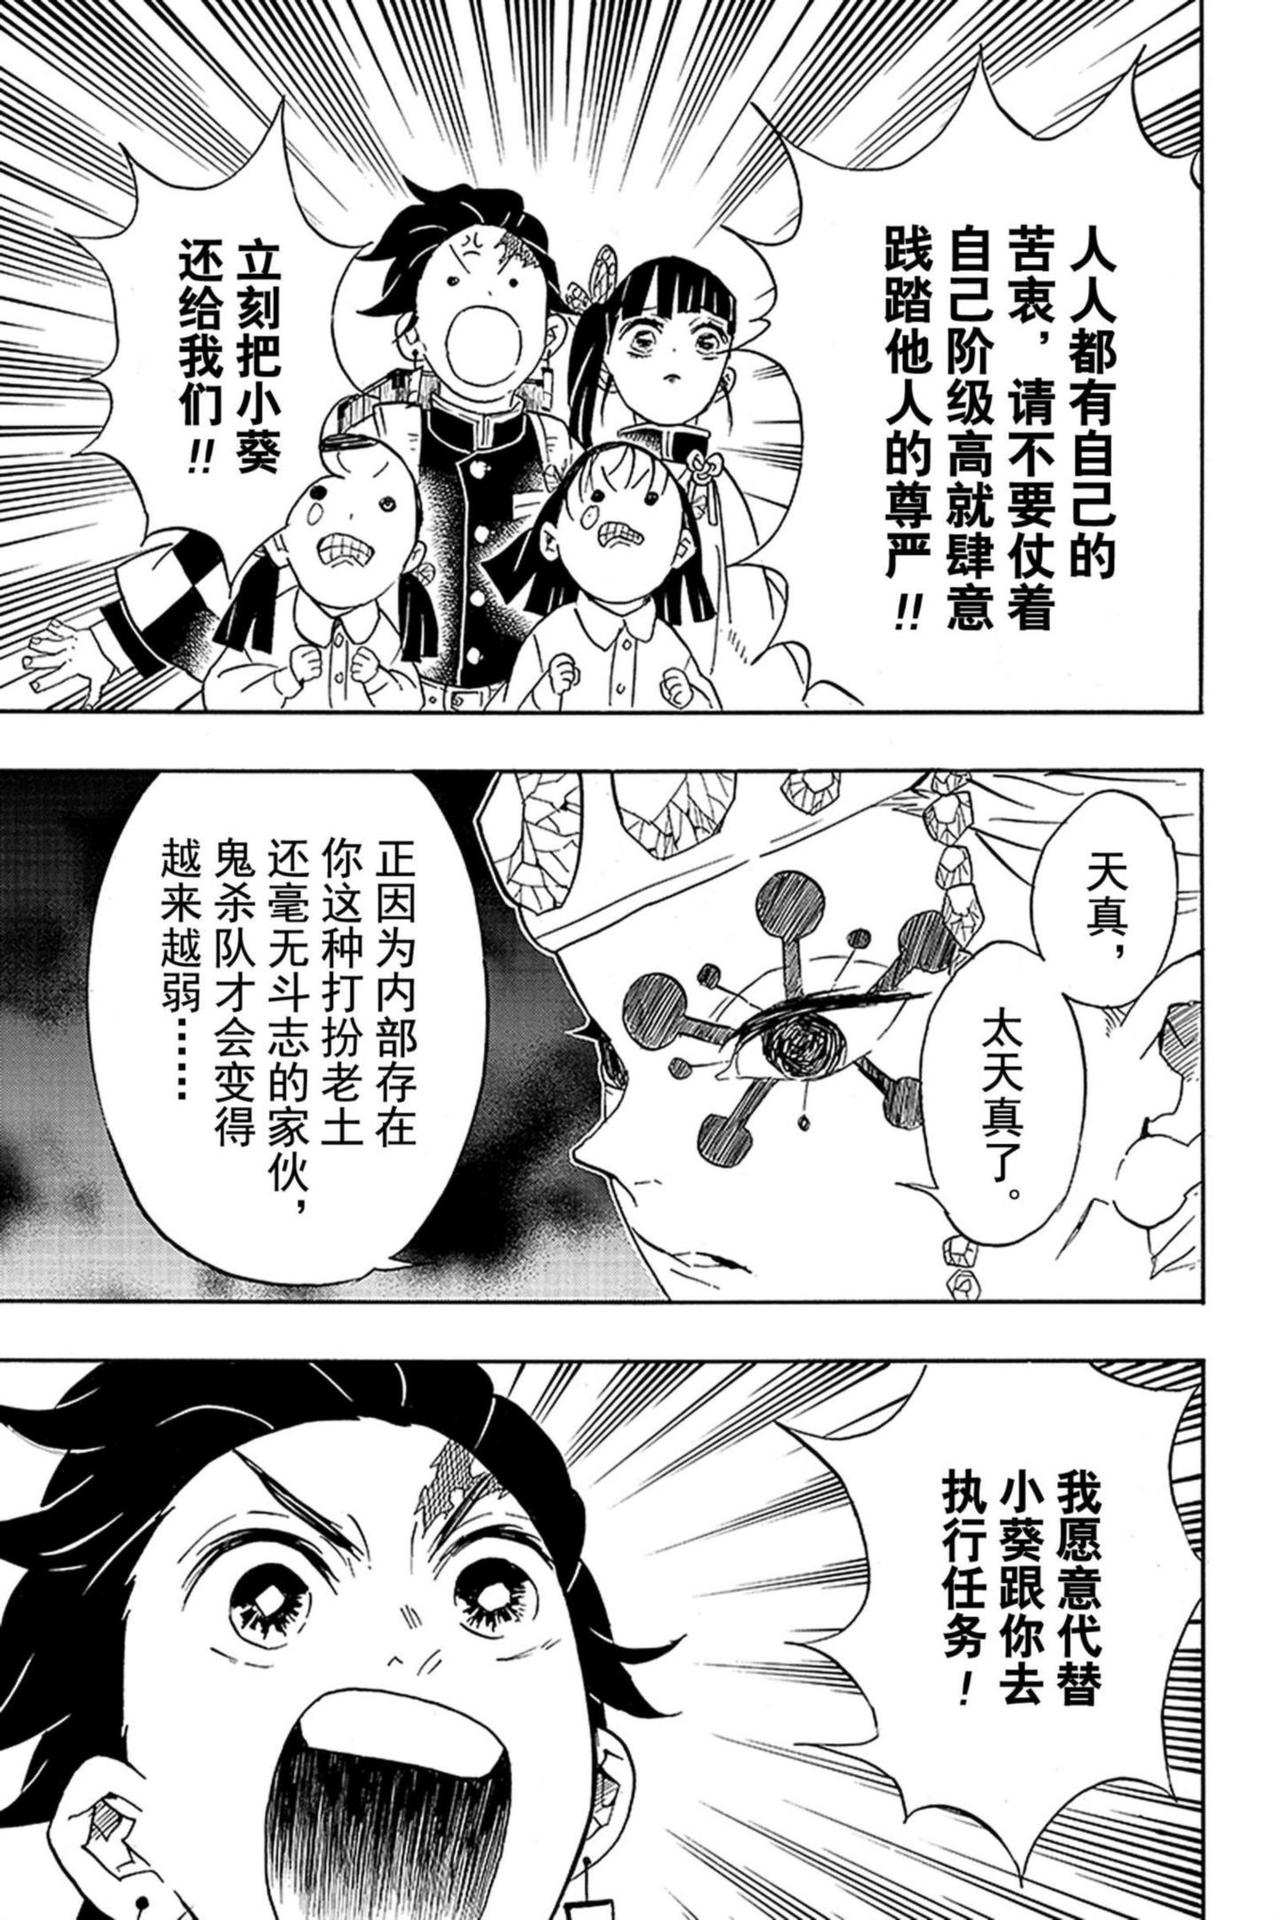 人人都有自己的
苦衷，请不要仗着
自己阶级高就肆意
践踏他人的尊严!!
立刻把小葵
还给我们!!
天真，
太天真了。
正因为内部存在
你这种打扮老土
还毫无斗志的家伙，
鬼杀队才会变得
越来越弱……
我愿意代替
小葵跟你去
执行任务!